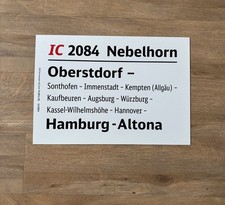 IC 2084 Nebelhorn
Oberstdorf –
Sonthofen – Immenstadt – Kempten (Allgäu) –
Kaufbeuren – Augsburg – Würzburg –
Kassel-Wilhelmshöhe – Hannover –
Hamburg-Altona